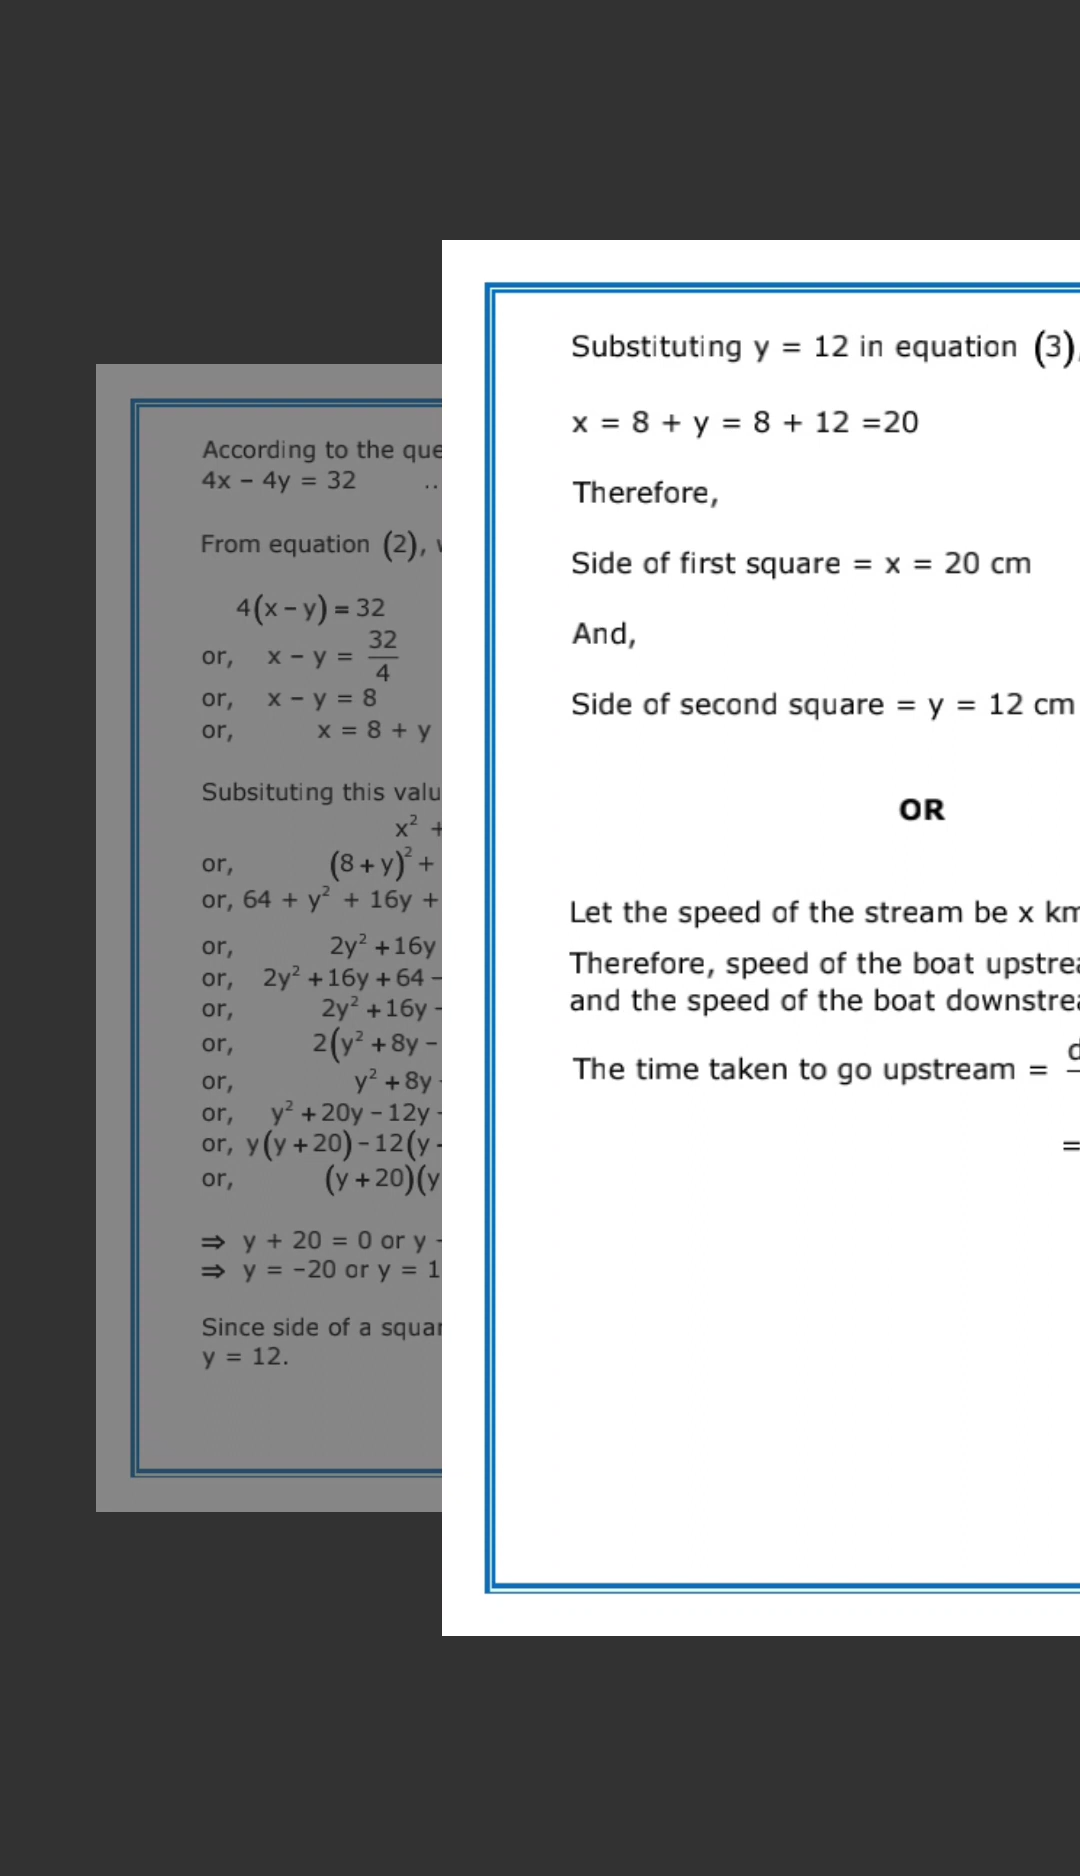 According to the que
4x – 4y = 32 ..
From equation (2),
4(x – y) = 32
or, x – y = 32/4
or, x – y = 8
or, x = 8 + y
Subsituting this valu
x² +
or, (8 + y)² +
or, 64 + y² + 16y +
or, 2y² + 16y
or, 2y² + 16y + 64 –
or, 2y² + 16y -
or, 2(y² + 8y –
or, y² + 8y
or, y² + 20y – 12y
or, y(y + 20) – 12(y
or, (y + 20)(y
⇒ y + 20 = 0 or y -
⇒ y = -20 or y = 1
Since side of a squar
y = 12.
Substituting y = 12 in equation (3),
x = 8 + y = 8 + 12 =20
Therefore,
Side of first square = x = 20 cm
And,
Side of second square = y = 12 cm
OR
Let the speed of the stream be x km
Therefore, speed of the boat upstrea
and the speed of the boat downstrea
The time taken to go upstream = d
=